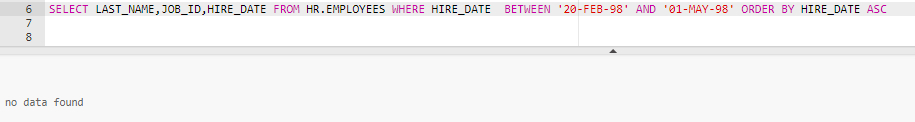 6 SELECT LAST_NAME,JOB_ID,HIRE_DATE FROM HR.EMPLOYEES WHERE HIRE_DATE  BETWEEN '20-FEB-98' AND '01-MAY-98' ORDER BY HIRE_DATE ASC
7
8
no data found